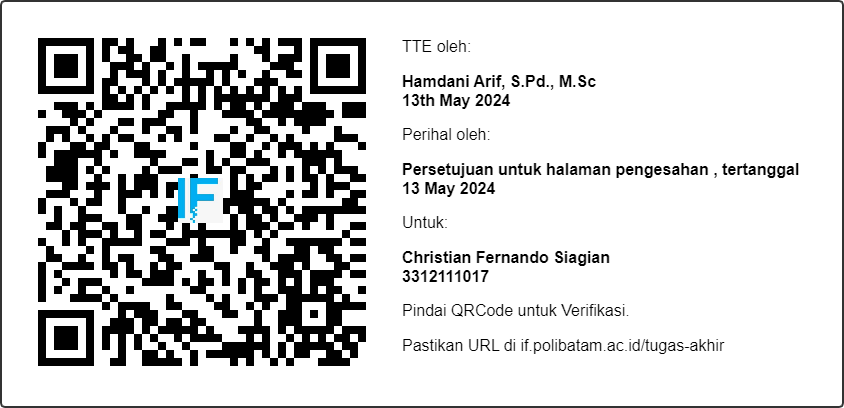 IF
TTE oleh:
Hamdani Arif, S.Pd., M.Sc
13th May 2024
Perihal oleh:
Persetujuan untuk halaman pengesahan , tertanggal
13 May 2024
Untuk:
Christian Fernando Siagian
3312111017
Pindai QRCode untuk Verifikasi.
Pastikan URL di if.polibatam.ac.id/tugas-akhir